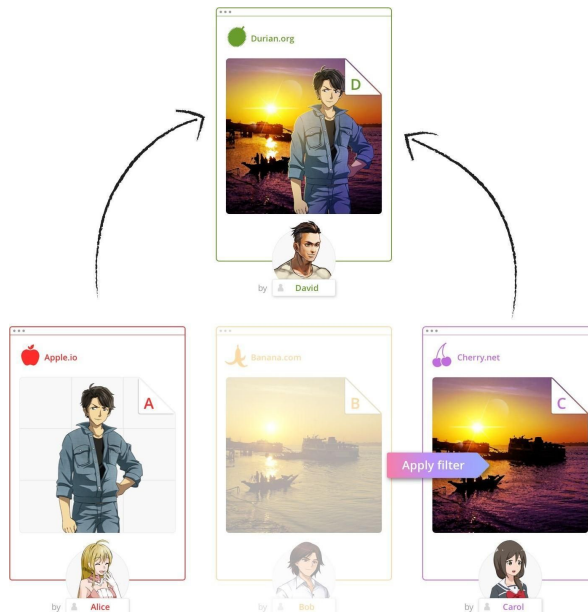 Durian.org
D
by David
Apple.io
A
Banana.com
B
Cherry.net
C
Apply filter
by Alice
by Bob
by Carol